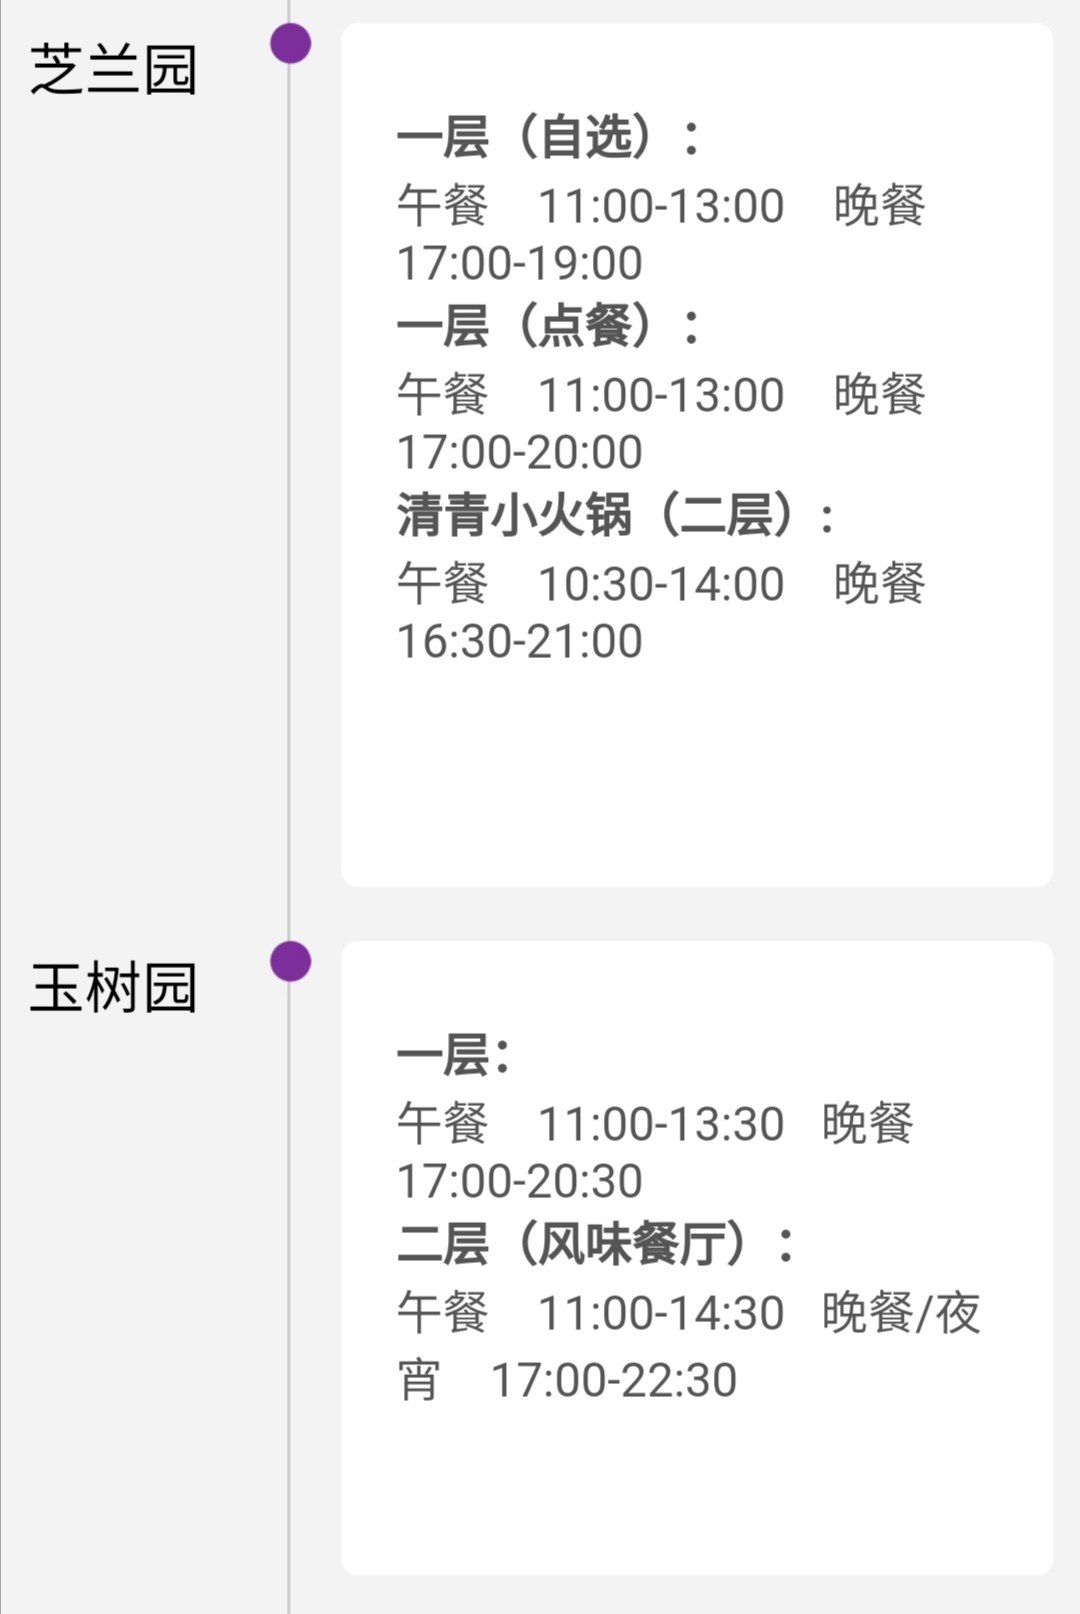 芝兰园
一层（自选）：
午餐　11:00-13:00　晚餐
17:00-19:00
一层（点餐）：
午餐　11:00-13:00　晚餐
17:00-20:00
清青小火锅（二层）:
午餐　10:30-14:00　晚餐
16:30-21:00
玉树园
一层：
午餐　11:00-13:30   晚餐
17:00-20:30
二层（风味餐厅）：
午餐　11:00-14:30   晚餐/夜
宵　17:00-22:30